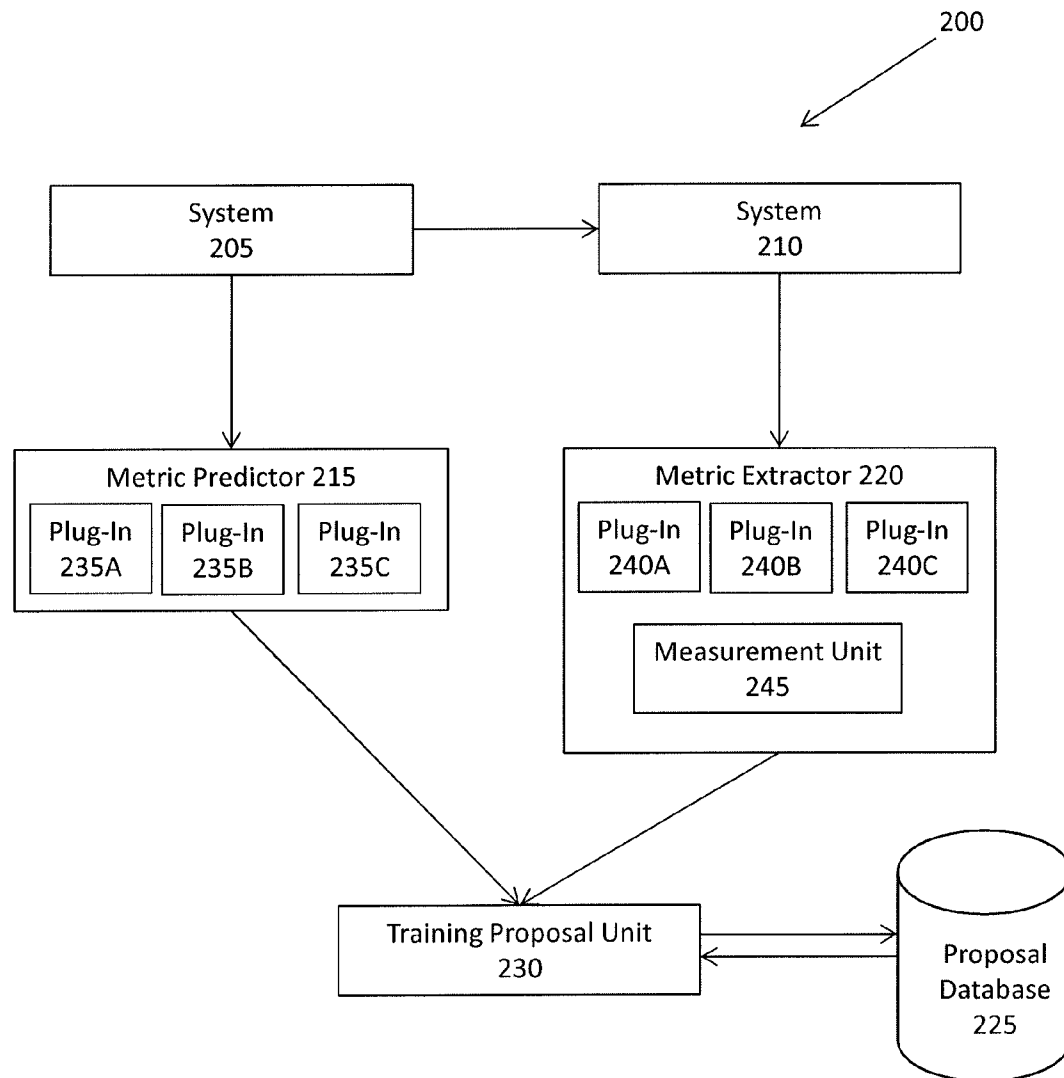 200
System
205
System
210
Metric Predictor 215
Plug-In
235A
Plug-In
235B
Plug-In
235C
Metric Extractor 220
Plug-In
240A
Plug-In
240B
Plug-In
240C
Measurement Unit
245
Training Proposal Unit
230
Proposal
Database
225